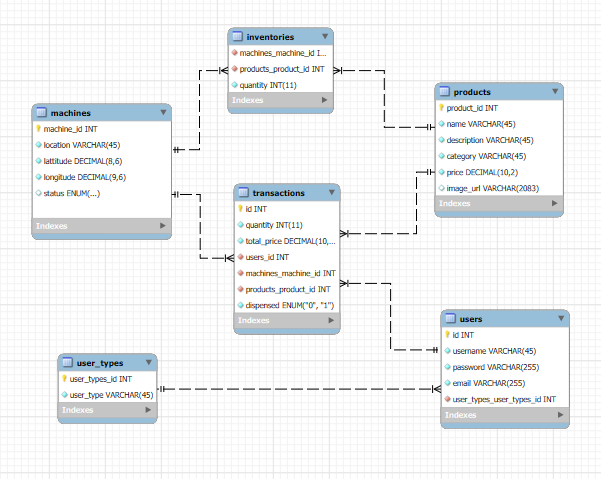 inventories
machines_machine_id I...
products_product_id INT
quantity INT(11)
Indexes
products
product_id INT
name VARCHAR(45)
description VARCHAR(45)
category VARCHAR(45)
price DECIMAL(10,2)
image_url VARCHAR(2083)
Indexes
machines
machine_id INT
location VARCHAR(45)
lattitude DECIMAL(8,6)
longitude DECIMAL(9,6)
status ENUM(...)
Indexes
transactions
id INT
quantity INT(11)
total_price DECIMAL(10,...
users_id INT
machines_machine_id INT
products_product_id INT
dispensed ENUM("0", "1")
Indexes
users
id INT
username VARCHAR(45)
password VARCHAR(255)
email VARCHAR(255)
user_types_user_types_id INT
Indexes
user_types
user_types_id INT
user_type VARCHAR(45)
Indexes